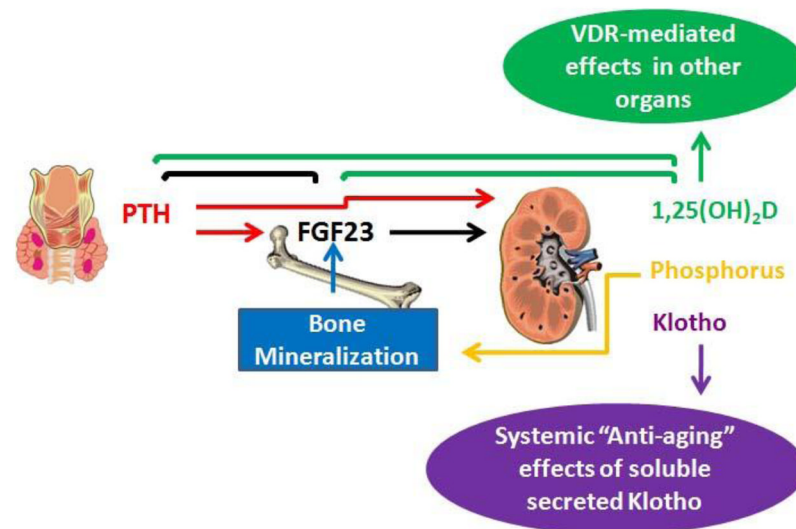 VDR-mediated
effects in other
organs
PTH
FGF23
1,25(OH)₂D
Phosphorus
Bone
Mineralization
Klotho
Systemic “Anti-aging”
effects of soluble
secreted Klotho